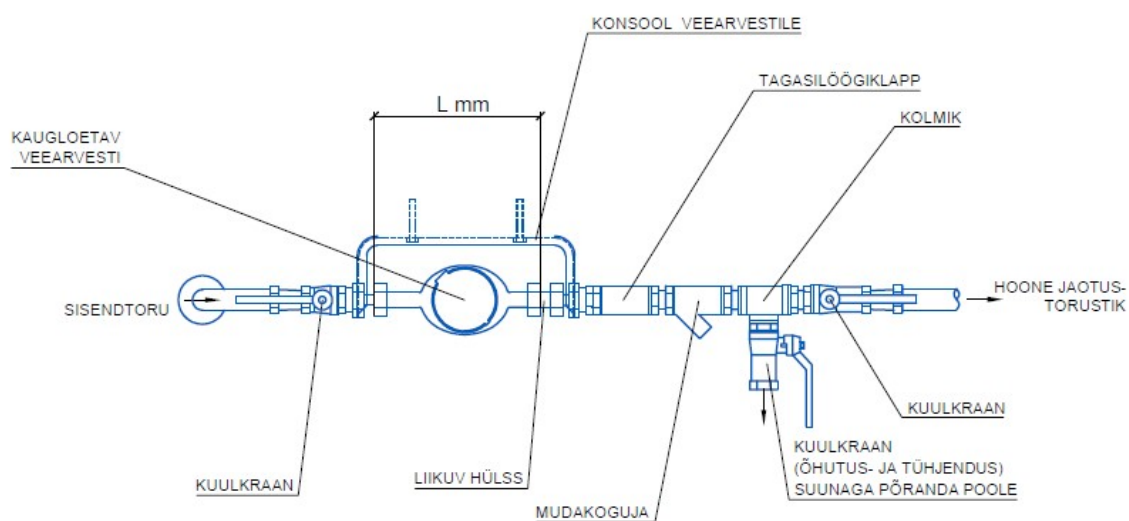 KONSOOL VEEARVESTILE
TAGASILÖÖGIKLAPP
L mm
KOLMIK
KAUGLOETAV
VEEARVESTI
SISENDTORU
HOONE JAOTUS-
TORUSTIK
KUULKRAAN
KUULKRAAN
(ÕHUTUS- JA TÜHJENDUS)
SUUNAGA PÕRANDA POOLE
LIIKUV HÜLSS
KUULKRAAN
MUDAKOGUJA